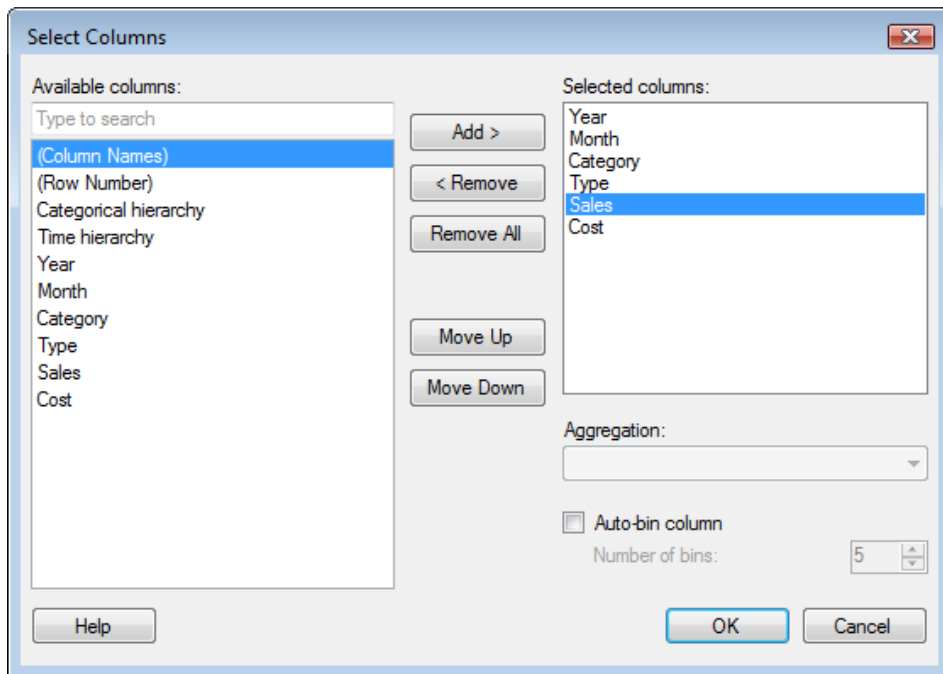 Select Columns
Available columns:
Type to search
(Column Names)
(Row Number)
Categorical hierarchy
Time hierarchy
Year
Month
Category
Type
Sales
Cost
Add >
< Remove
Remove All
Move Up
Move Down
Selected columns:
Year
Month
Category
Type
Sales
Cost
Aggregation:
Auto-bin column
Number of bins: 5
Help
OK
Cancel